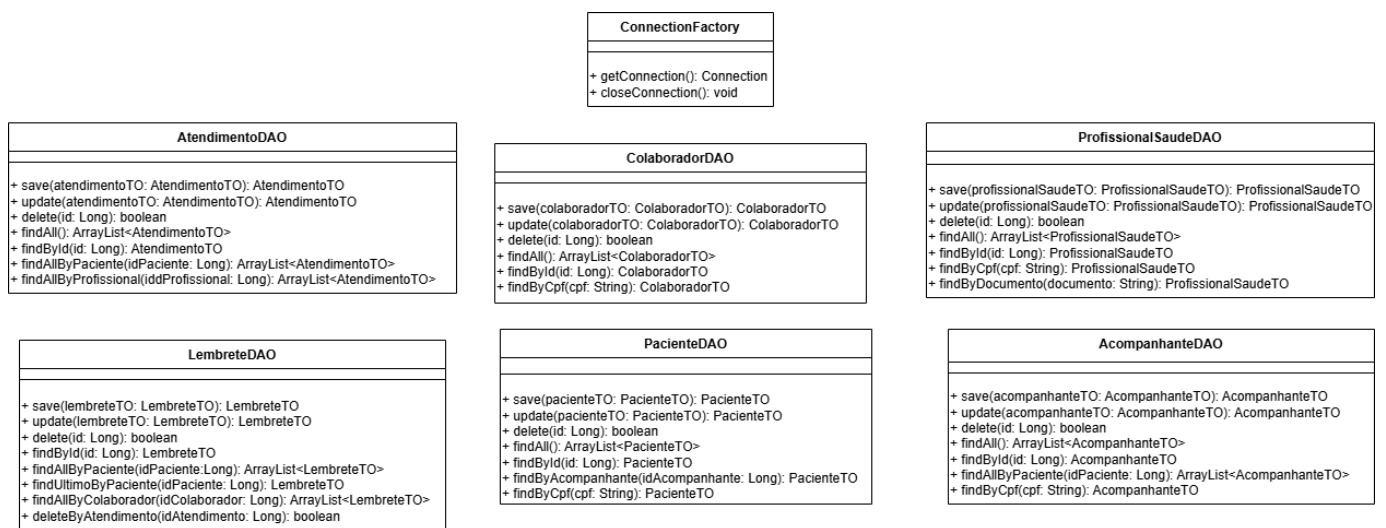 ConnectionFactory
+ getConnection(): Connection
+ closeConnection(): void
AtendimentoDAO
+ save(atendimentoTO: AtendimentoTO): AtendimentoTO
+ update(atendimentoTO: AtendimentoTO): AtendimentoTO
+ delete(id: Long): boolean
+ findAll(): ArrayList<AtendimentoTO>
+ findById(id: Long): AtendimentoTO
+ findAllByPaciente(idPaciente: Long): ArrayList<AtendimentoTO>
+ findAllByProfissional(iddProfissional: Long): ArrayList<AtendimentoTO>
ColaboradorDAO
+ save(colaboradorTO: ColaboradorTO): ColaboradorTO
+ update(colaboradorTO: ColaboradorTO): ColaboradorTO
+ delete(id: Long): boolean
+ findAll(): ArrayList<ColaboradorTO>
+ findById(id: Long): ColaboradorTO
+ findByCpf(cpf: String): ColaboradorTO
ProfissionalSaudeDAO
+ save(profissionalSaudeTO: ProfissionalSaudeTO): ProfissionalSaudeTO
+ update(profissionalSaudeTO: ProfissionalSaudeTO): ProfissionalSaudeTO
+ delete(id: Long): boolean
+ findAll(): ArrayList<ProfissionalSaudeTO>
+ findById(id: Long): ProfissionalSaudeTO
+ findByCpf(cpf: String): ProfissionalSaudeTO
+ findByDocumento(documento: String): ProfissionalSaudeTO
LembreteDAO
+ save(lembreteTO: LembreteTO): LembreteTO
+ update(lembreteTO: LembreteTO): LembreteTO
+ delete(id: Long): boolean
+ findById(id: Long): LembreteTO
+ findAllByPaciente(idPaciente:Long): ArrayList<LembreteTO>
+ findUltimoByPaciente(idPaciente: Long): LembreteTO
+ findAllByColaborador(idColaborador: Long): ArrayList<LembreteTO>
+ deleteByAtendimento(idAtendimento: Long): boolean
PacienteDAO
+ save(pacienteTO: PacienteTO): PacienteTO
+ update(pacienteTO: PacienteTO): PacienteTO
+ delete(id: Long): boolean
+ findAll(): ArrayList<PacienteTO>
+ findById(id: Long): PacienteTO
+ findByAcompanhante(idAcompanhante: Long): PacienteTO
+ findByCpf(cpf: String): PacienteTO
AcompanhanteDAO
+ save(acompanhanteTO: AcompanhanteTO): AcompanhanteTO
+ update(acompanhanteTO: AcompanhanteTO): AcompanhanteTO
+ delete(id: Long): boolean
+ findAll(): ArrayList<AcompanhanteTO>
+ findById(id: Long): AcompanhanteTO
+ findAllByPaciente(idPaciente: Long): ArrayList<AcompanhanteTO>
+ findByCpf(cpf: String): AcompanhanteTO